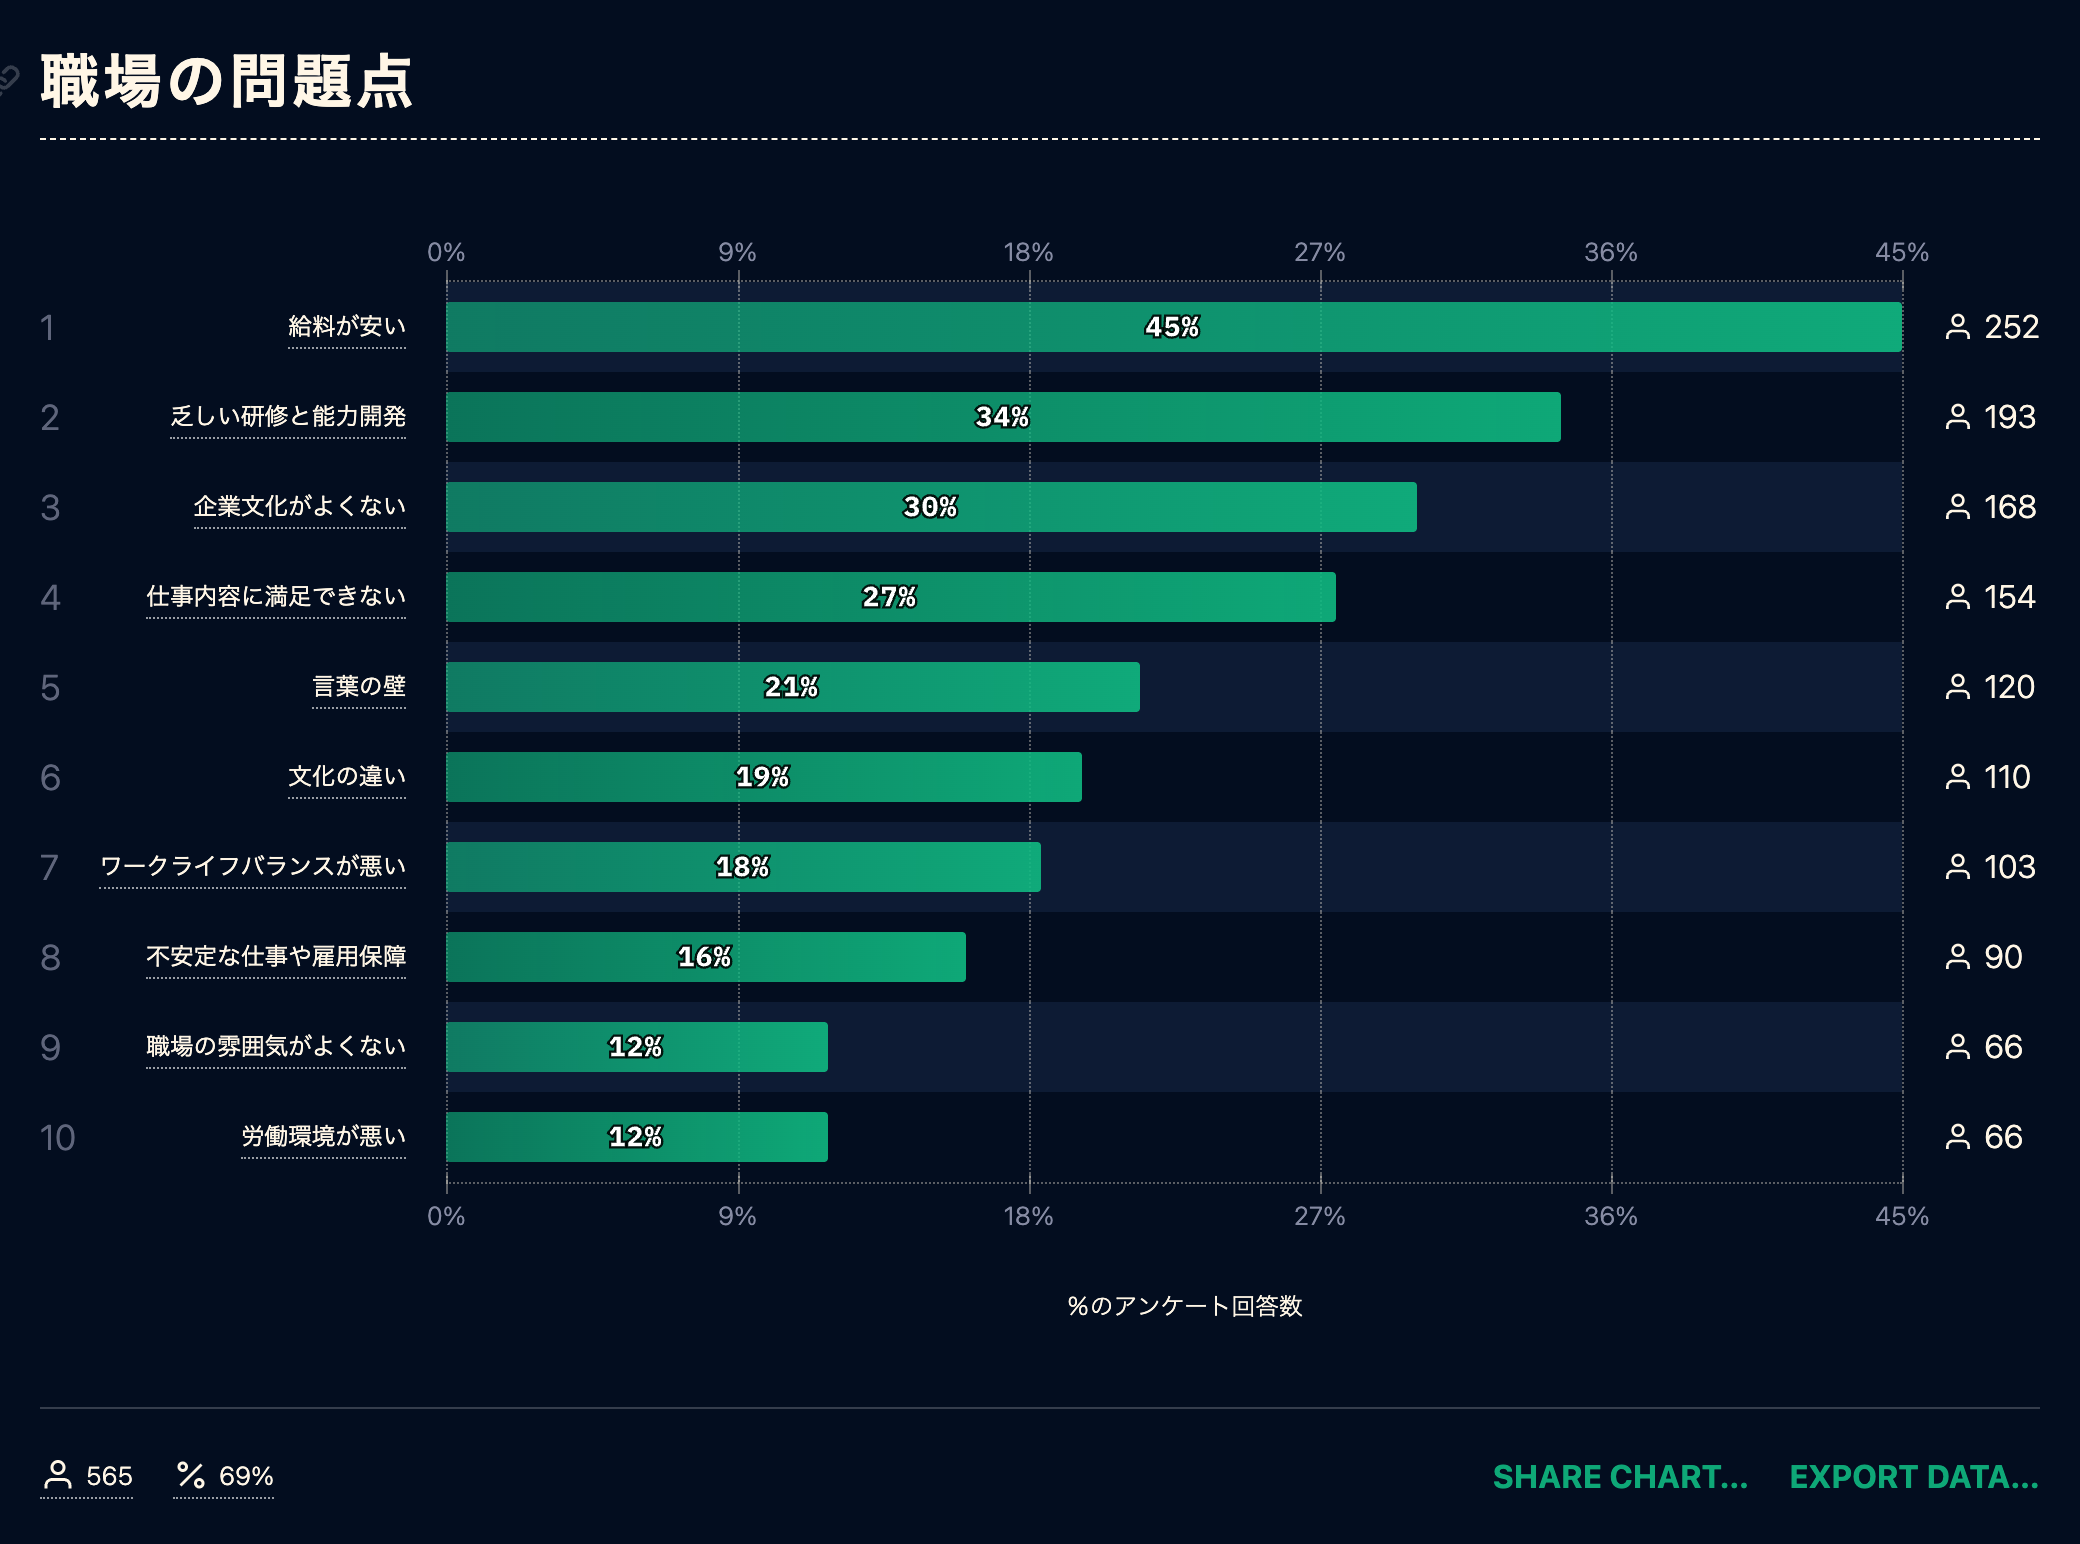 職場の問題点
0% 9% 18% 27% 36% 45%
1 給料が安い 45% 252
2 乏しい研修と能力開発 34% 193
3 企業文化がよくない 30% 168
4 仕事内容に満足できない 27% 154
5 言葉の壁 21% 120
6 文化の違い 19% 110
7 ワークライフバランスが悪い 18% 103
8 不安定な仕事や雇用保障 16% 90
9 職場の雰囲気がよくない 12% 66
10 労働環境が悪い 12% 66
0% 9% 18% 27% 36% 45%
%のアンケート回答数
565 69% SHARE CHART... EXPORT DATA...